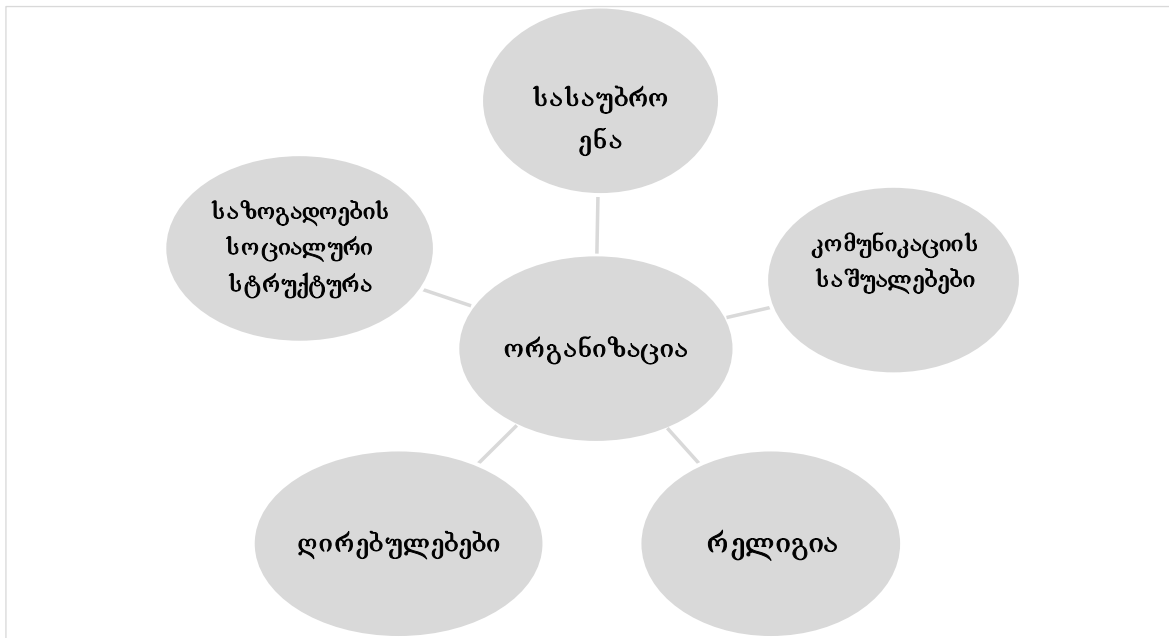 სასაუბრო
ენა
საზოგადოების
სოციალური
სტრუქტურა
კომუნიკაციის
საშუალებები
ორგანიზაცია
ღირებულებები
რელიგია